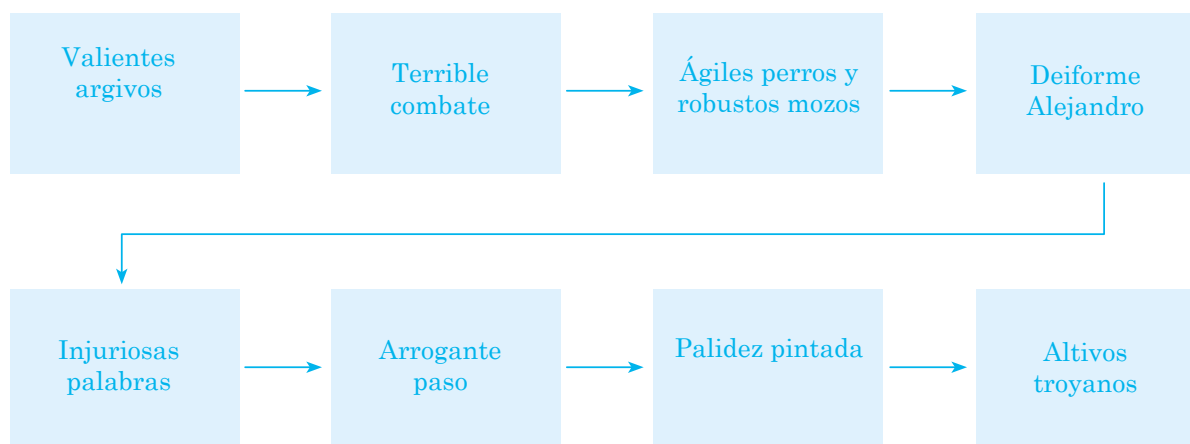 Valientes
argivos
Terrible
combate
Ágiles perros y
robustos mozos
Deiforme
Alejandro
Injuriosas
palabras
Arrogante
paso
Palidez pintada
Altivos
troyanos